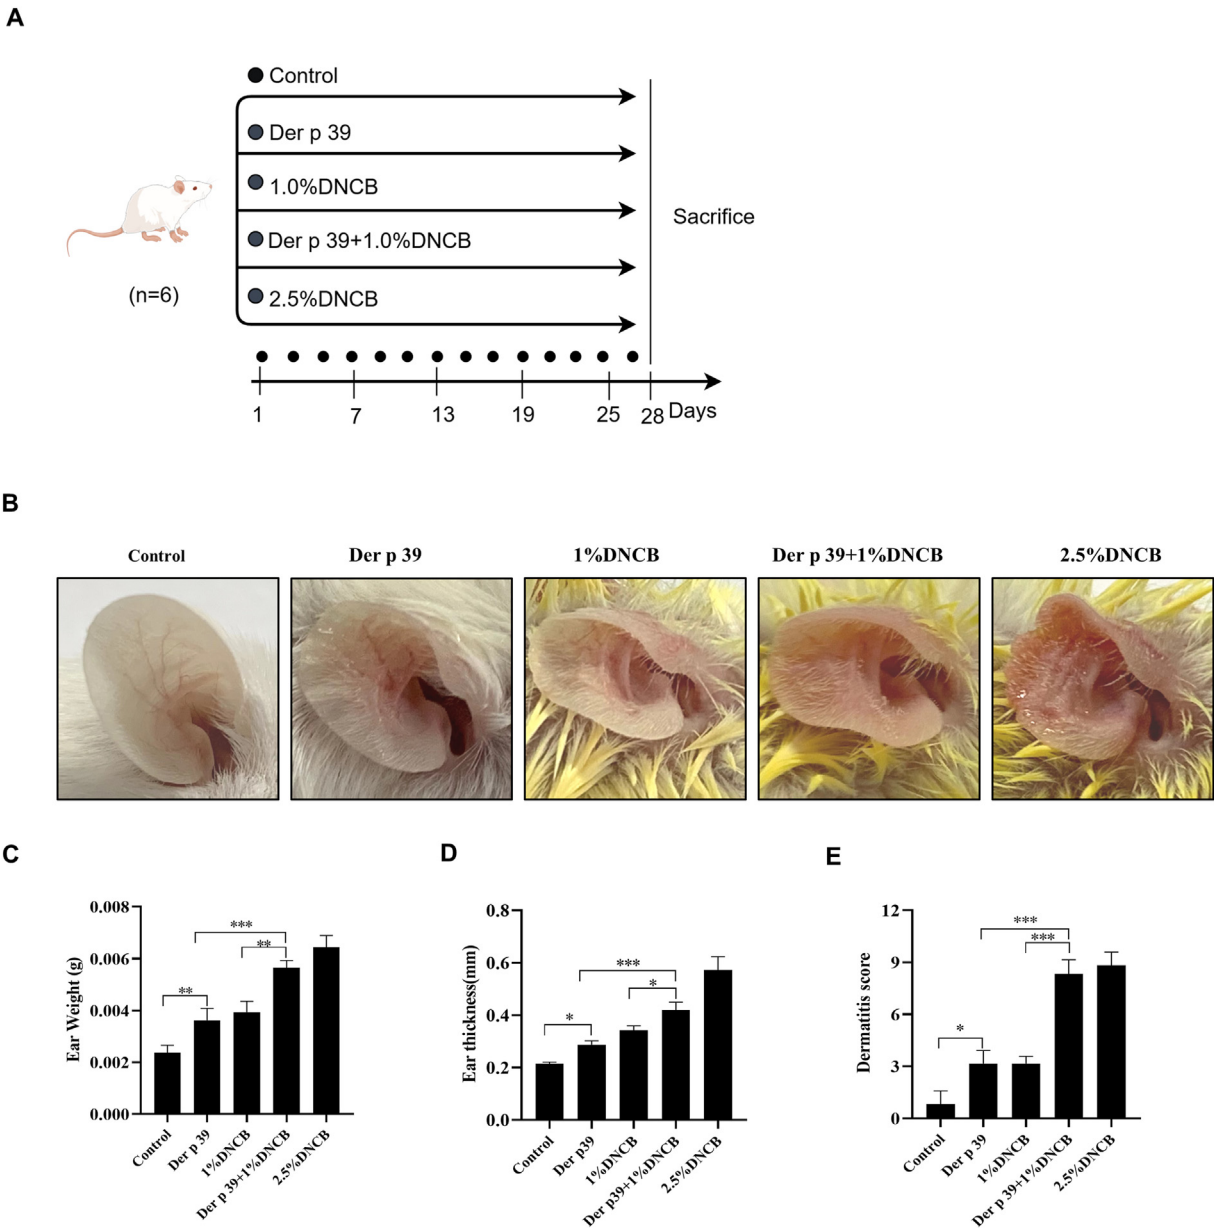 A
Control
Der p 39
1.0%DNCB
Der p 39+1.0%DNCB
2.5%DNCB
(n=6)
Sacrifice
1 7 13 19 25 28 Days
B
Control Der p 39 1%DNCB Der p 39+1%DNCB 2.5%DNCB
C
Ear Weight (g)
0.008
0.006
0.004
0.002
0.000
**
***
**
Control Der p 39 1%DNCB Der p 39+1%DNCB 2.5%DNCB
D
Ear thickness(mm)
0.8
0.6
0.4
0.2
0.0
*
***
*
Control Der p39 1%DNCB Der p39+1%DNCB 2.5%DNCB
E
Dermatitis score
12
9
6
3
0
*
***
***
Control Der p 39 1%DNCB Der p 39+1%DNCB 2.5%DNCB